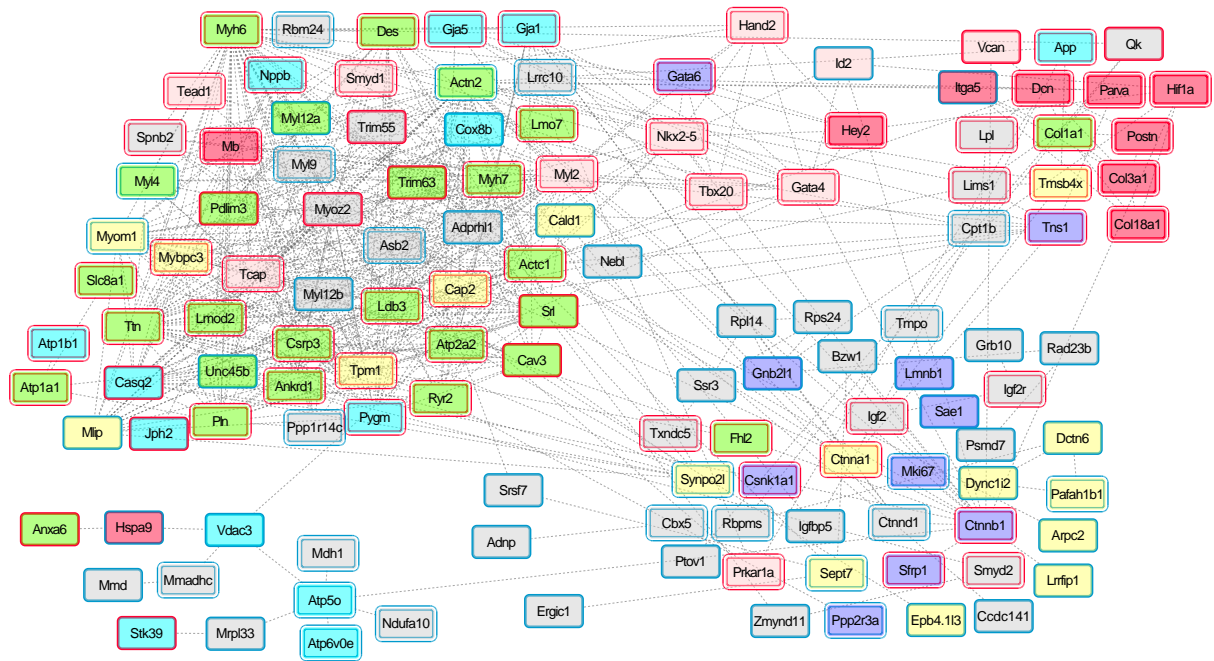 Myh6
Rbm24
Des
Gja5
Gja1
Hand2
Vcan
App
Qk
Nppb
Smyd1
Actn2
Lrrc10
Gata6
Id2
Itga5
Dcn
Parva
Hif1a
Tead1
Myl12a
Trim55
Cox8b
Lmo7
Nkx2-5
Hey2
Lpl
Col1a1
Postn
Spnb2
Mb
Myl9
Myl4
Trim63
Myh7
Myl2
Tbx20
Gata4
Lims1
Tmsb4x
Col3a1
Pdlim3
Myoz2
Adprhl1
Cald1
Cpt1b
Tns1
Col18a1
Myom1
Mybpc3
Asb2
Nebl
Slc8a1
Tcap
Myl12b
Ldb3
Cap2
Actc1
Ttn
Lmod2
Srl
Rpl14
Rps24
Tmpo
Atp1b1
Csrp3
Atp2a2
Cav3
Bzw1
Grb10
Rad23b
Atp1a1
Casq2
Unc45b
Ankrd1
Tpm1
Ryr2
Ssr3
Gnb2l1
Lmnb1
Igf2r
Mlip
Jph2
Pln
Ppp1r14c
Pygm
Txndc5
Fhl2
Igf2
Sae1
Psmd7
Dctn6
Synpo2l
Csnk1a1
Ctnna1
Mki67
Dync1i2
Pafah1b1
Srsf7
Anxa6
Hspa9
Vdac3
Adnp
Cbx5
Rbpms
Igfbp5
Ctnnd1
Ctnnb1
Arpc2
Mmd
Mmadhc
Mdh1
Ptov1
Prkar1a
Sept7
Sfrp1
Smyd2
Lrrfip1
Atp5o
Ergic1
Zmynd11
Ppp2r3a
Epb4.1l3
Ccdc141
Stk39
Mrpl33
Atp6v0e
Ndufa10